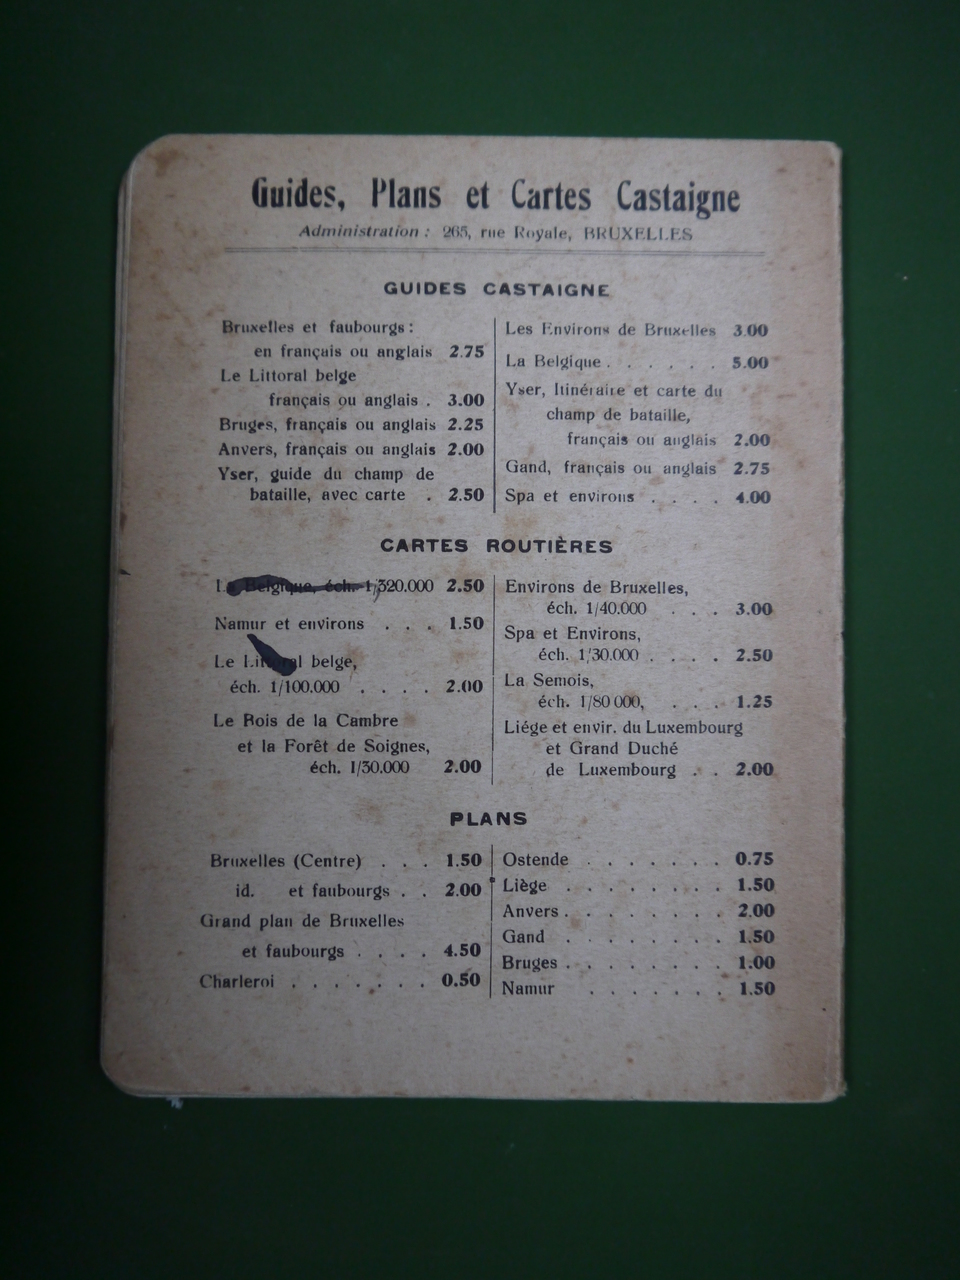 Guides, Plans et Cartes Castaigne
Administration : 265, rue Royale, BRUXELLES
GUIDES CASTAIGNE
Bruxelles et faubourgs :
en français ou anglais 2.75
Le Littoral belge
français ou anglais . 3.00
Bruges, français ou anglais 2.25
Anvers, français ou anglais 2.00
Yser, guide du champ de
bataille, avec carte . 2.50
Les Environs de Bruxelles 3.00
La Belgique . . . . . . 5.00
Yser, Itinéraire et carte du
champ de bataille,
français ou anglais 2.00
Gand, français ou anglais 2.75
Spa et environs . . . . 4.00
CARTES ROUTIÈRES
La Belgique, éch. 1/320.000 2.50
Namur et environs . . . 1.50
Le Littoral belge,
éch. 1/100.000 . . . . 2.00
Le Bois de la Cambre
et la Forêt de Soignes,
éch. 1/30.000 2.00
Environs de Bruxelles,
éch. 1/40.000 . . . 3.00
Spa et Environs,
éch. 1/30.000 . . . . 2.50
La Semois,
éch. 1/80 000, . . . 1.25
Liége et envir. du Luxembourg
et Grand Duché
de Luxembourg . . 2.00
PLANS
Bruxelles (Centre) . . . 1.50
id. et faubourgs . . 2.00
Grand plan de Bruxelles
et faubourgs . . . . 4.50
Charleroi . . . . . . . 0.50
Ostende . . . . . . . 0.75
Liège . . . . . . . . 1.50
Anvers . . . . . . . . 2.00
Gand . . . . . . . . 1.50
Bruges . . . . . . . . 1.00
Namur . . . . . . . 1.50